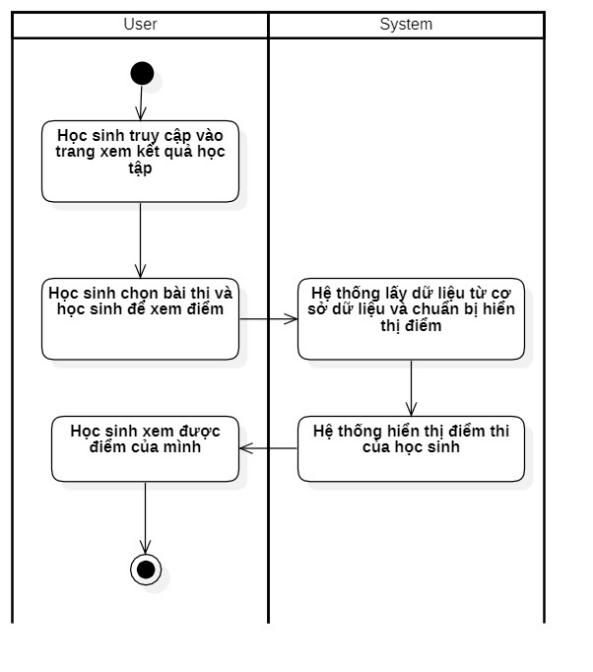 User
System
Học sinh truy cập vào
trang xem kết quả học
tập
Học sinh chọn bài thi và
học sinh để xem điểm
Hệ thống lấy dữ liệu từ cơ
sở dữ liệu và chuẩn bị hiển
thị điểm
Hệ thống hiển thị điểm thi
của học sinh
Học sinh xem được
điểm của mình